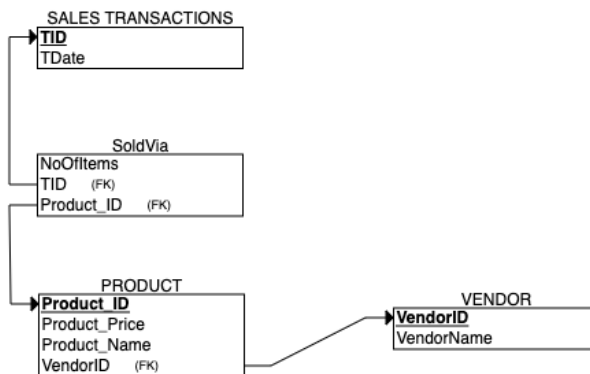 SALES TRANSACTIONS
TID
TDate
SoldVia
NoOfItems
TID (FK)
Product_ID (FK)
PRODUCT
Product_ID
Product_Price
Product_Name
VendorID (FK)
VENDOR
VendorID
VendorName